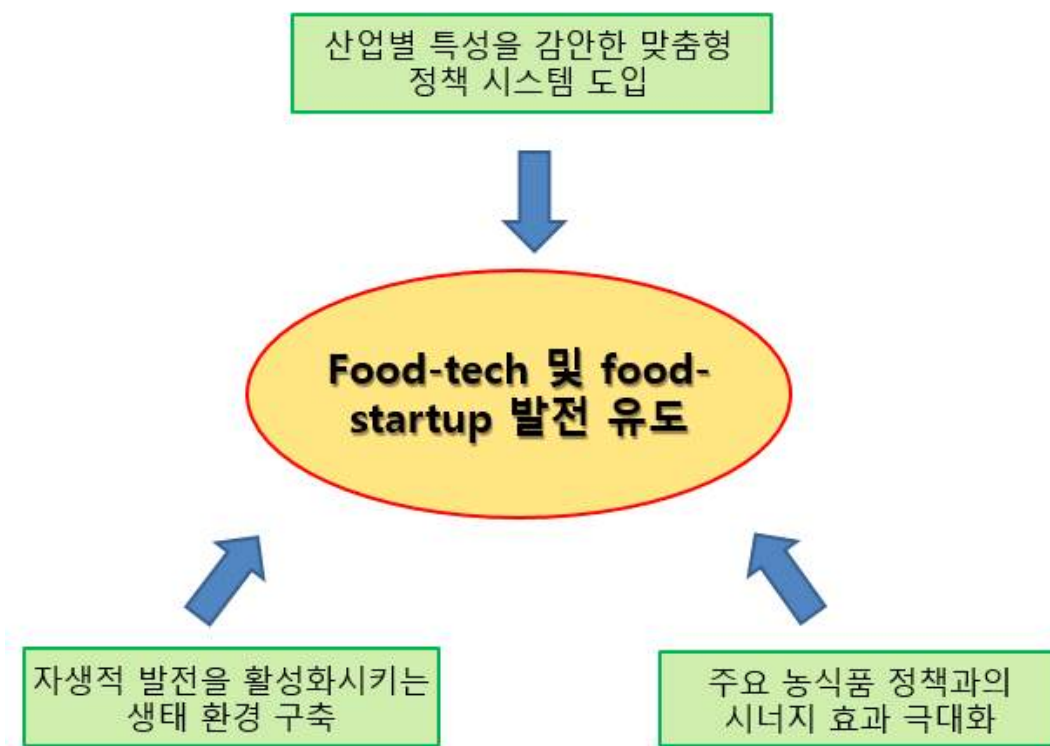 산업별 특성을 감안한 맞춤형
정책 시스템 도입
Food-tech 및 food-
startup 발전 유도
자생적 발전을 활성화시키는
생태 환경 구축
주요 농식품 정책과의
시너지 효과 극대화